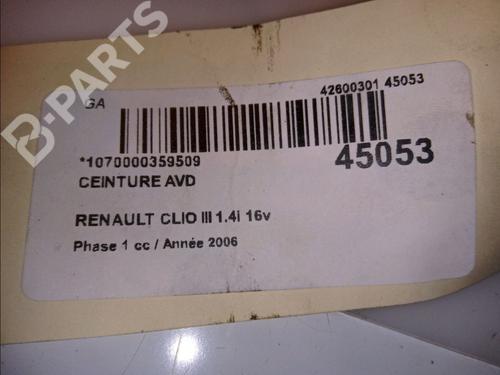 B-PARTS
GA
42600301 45053
*1070000359509
45053
CEINTURE AVD
RENAULT CLIO III 1.4i 16v
Phase 1 cc / Année 2006